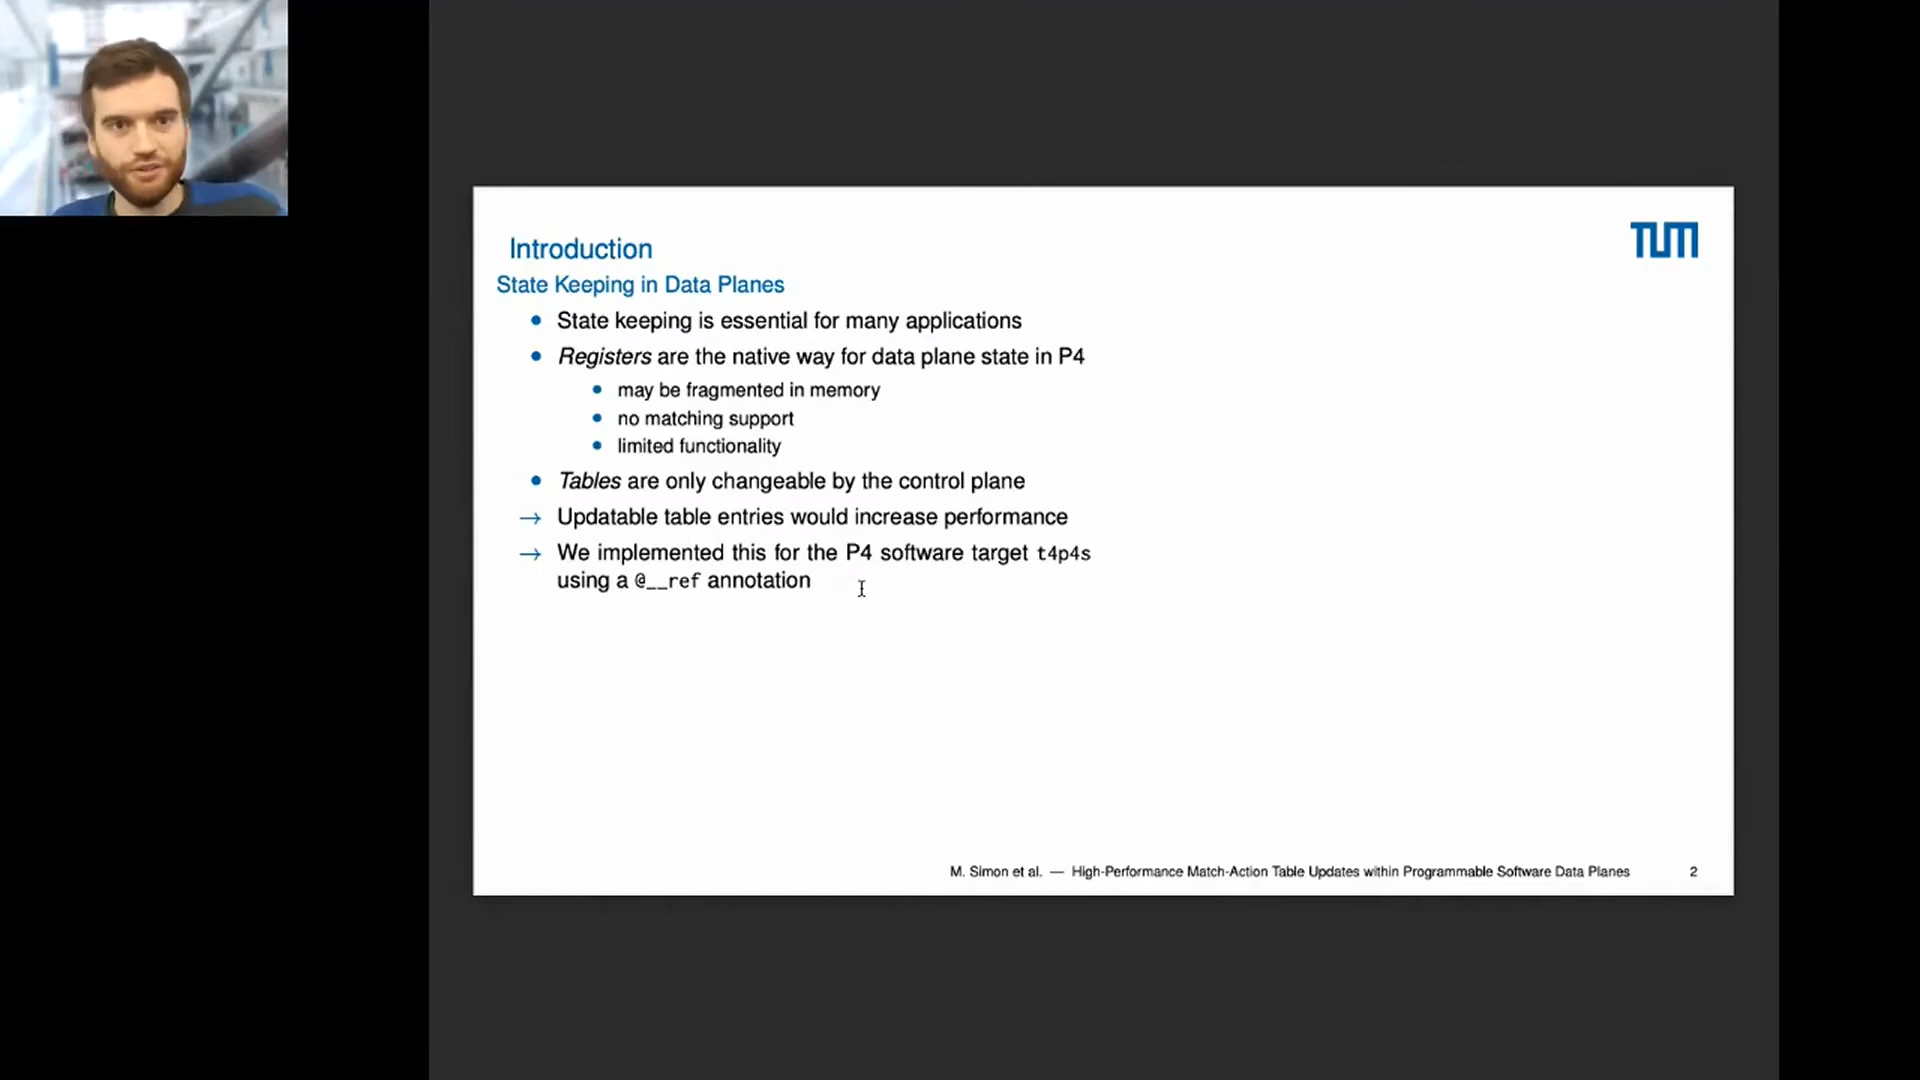 TUM
Introduction
State Keeping in Data Planes
• State keeping is essential for many applications
• Registers are the native way for data plane state in P4
• may be fragmented in memory
• no matching support
• limited functionality
• Tables are only changeable by the control plane
→ Updatable table entries would increase performance
→ We implemented this for the P4 software target t4p4s
using a @__ref annotation
M. Simon et al. — High-Performance Match-Action Table Updates within Programmable Software Data Planes 2